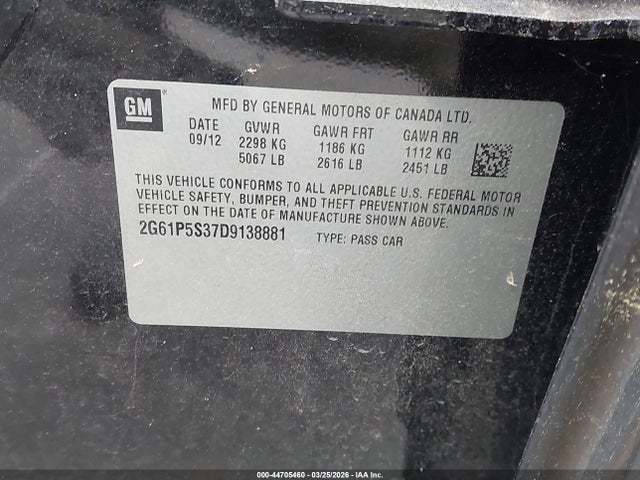 GM ®
MFD BY GENERAL MOTORS OF CANADA LTD.
DATE GVWR GAWR FRT GAWR RR
09/12 2298 KG 1186 KG 1112 KG
5067 LB 2616 LB 2451 LB
THIS VEHICLE CONFORMS TO ALL APPLICABLE U.S. FEDERAL MOTOR
VEHICLE SAFETY, BUMPER, AND THEFT PREVENTION STANDARDS IN
EFFECT ON THE DATE OF MANUFACTURE SHOWN ABOVE.
2G61P5S37D9138881 TYPE: PASS CAR
000-44705460 - 03/25/2026 - IAA Inc.